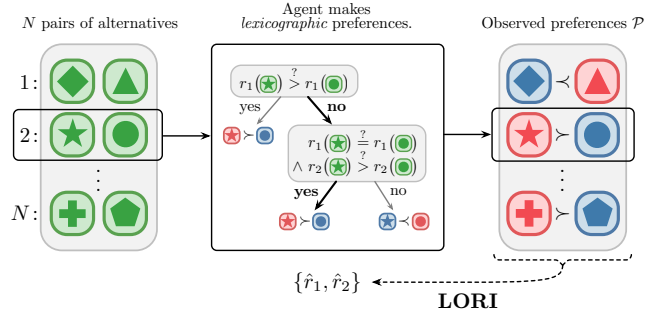 N pairs of alternatives
1:
2:
⋮
N:
Agent makes
lexicographic preferences.
r₁(★) >? r₁(●)
yes
no
★ ≻ ●
r₁(★) =? r₁(●)
∧ r₂(★) >? r₂(●)
yes
no
★ ≻ ●
★ ≺ ●
Observed preferences 𝒫
◆ ≺ ▲
★ ≻ ●
⋮
✚ ≻ ⬟
{r̂₁, r̂₂}
LORI